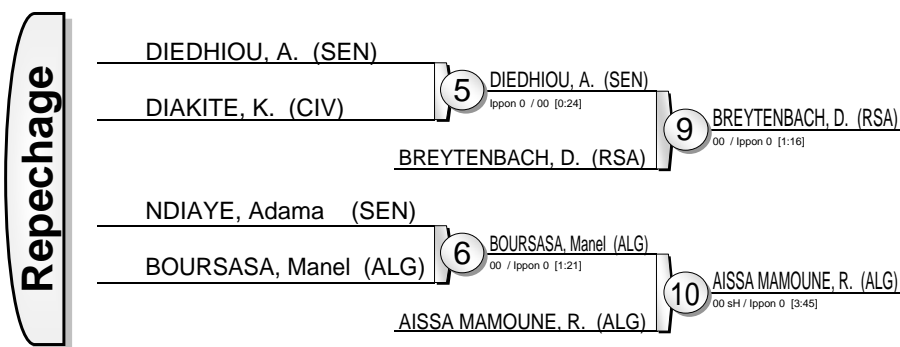 Repechage
DIEDHIOU, A. (SEN)
DIAKITE, K. (CIV)
5
DIEDHIOU, A. (SEN)
Ippon 0 / 00 [0:24]
BREYTENBACH, D. (RSA)
9
BREYTENBACH, D. (RSA)
00 / Ippon 0 [1:16]
NDIAYE, Adama (SEN)
BOURSASA, Manel (ALG)
6
BOURSASA, Manel (ALG)
00 / Ippon 0 [1:21]
AISSA MAMOUNE, R. (ALG)
10
AISSA MAMOUNE, R. (ALG)
00 sH / Ippon 0 [3:45]